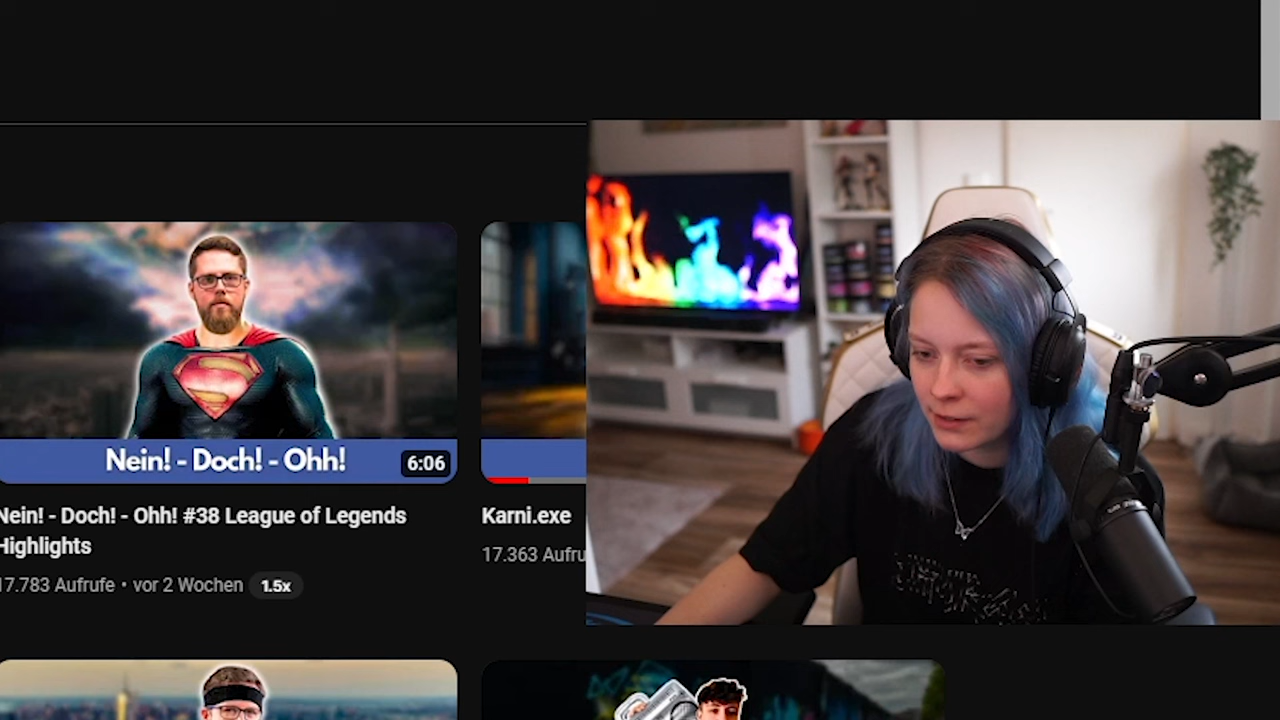 Nein! - Doch! - Ohh!
6:06
Nein! - Doch! - Ohh! #38 League of Legends
Highlights
17.783 Aufrufe • vor 2 Wochen 1.5x
Karni.exe
17.363 Aufru